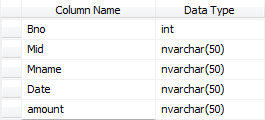 Column Name Data Type
Bno int
Mid nvarchar(50)
Mname nvarchar(50)
Date nvarchar(50)
amount nvarchar(50)